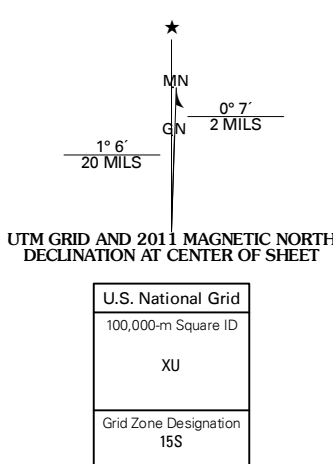 ★
MN
0° 7´
GN
2 MILS
1° 6´
20 MILS
UTM GRID AND 2011 MAGNETIC NORTH
DECLINATION AT CENTER OF SHEET
U.S. National Grid
100,000-m Square ID
XU
Grid Zone Designation
15S